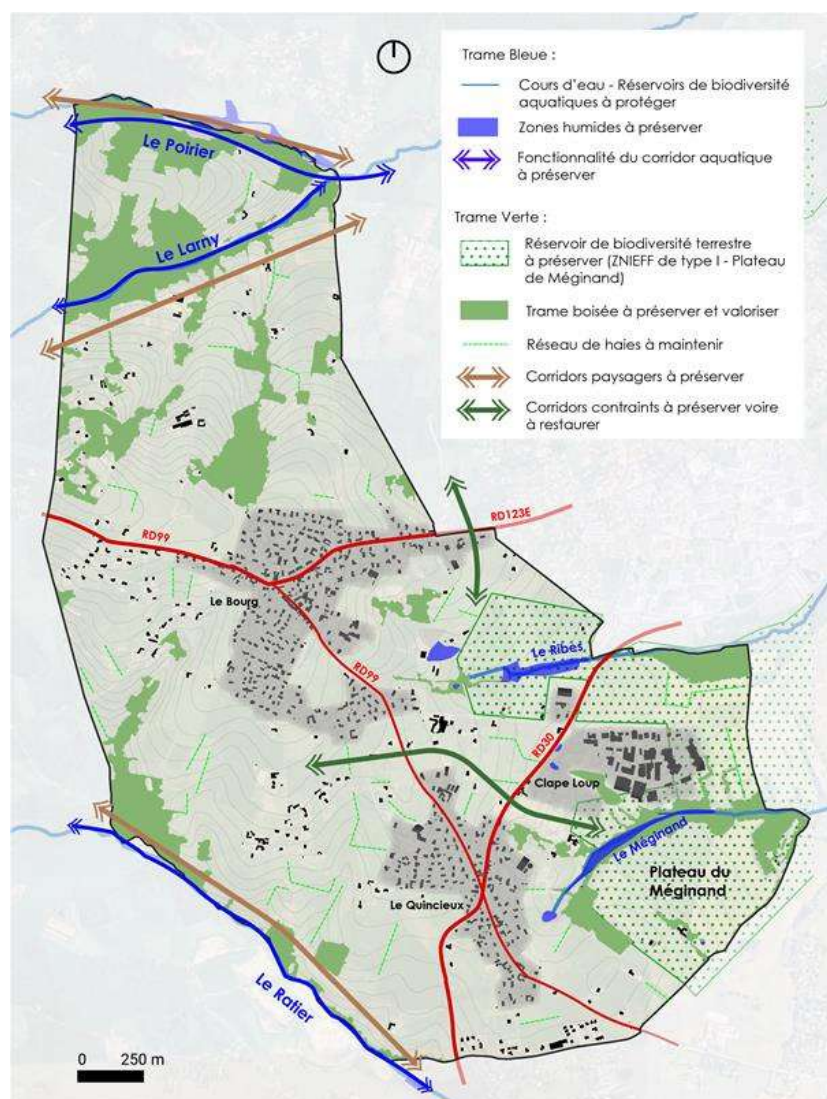 Trame Bleue :
Cours d'eau - Réservoirs de biodiversité
aquatiques à protéger
Zones humides à préserver
Fonctionnalité du corridor aquatique
à préserver
Trame Verte :
Réservoir de biodiversité terrestre
à préserver (ZNIEFF de type I - Plateau
de Méginand)
Trame boisée à préserver et valoriser
Réseau de haies à maintenir
Corridors paysagers à préserver
Corridors contraints à préserver voire
à restaurer
Le Poirier
Le Larny
RD99
RD123E
Le Bourg
RD99
Le Ribes
RD30
Clape Loup
Le Méginand
Plateau du
Méginand
Le Quincieux
Le Ratier
0 250 m